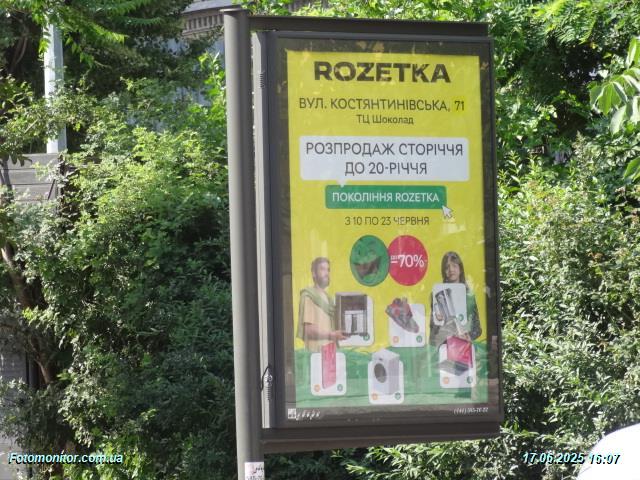 ROZETKA
ВУЛ. КОСТЯНТИНІВСЬКА, 71
ТЦ Шоколад
РОЗПРОДАЖ СТОРІЧЧЯ
ДО 20-РІЧЧЯ
ПОКОЛІННЯ ROZETKA
З 10 ПО 23 ЧЕРВНЯ
до
-70%
Fotomonitor.com.ua
17.06.2025 16:07